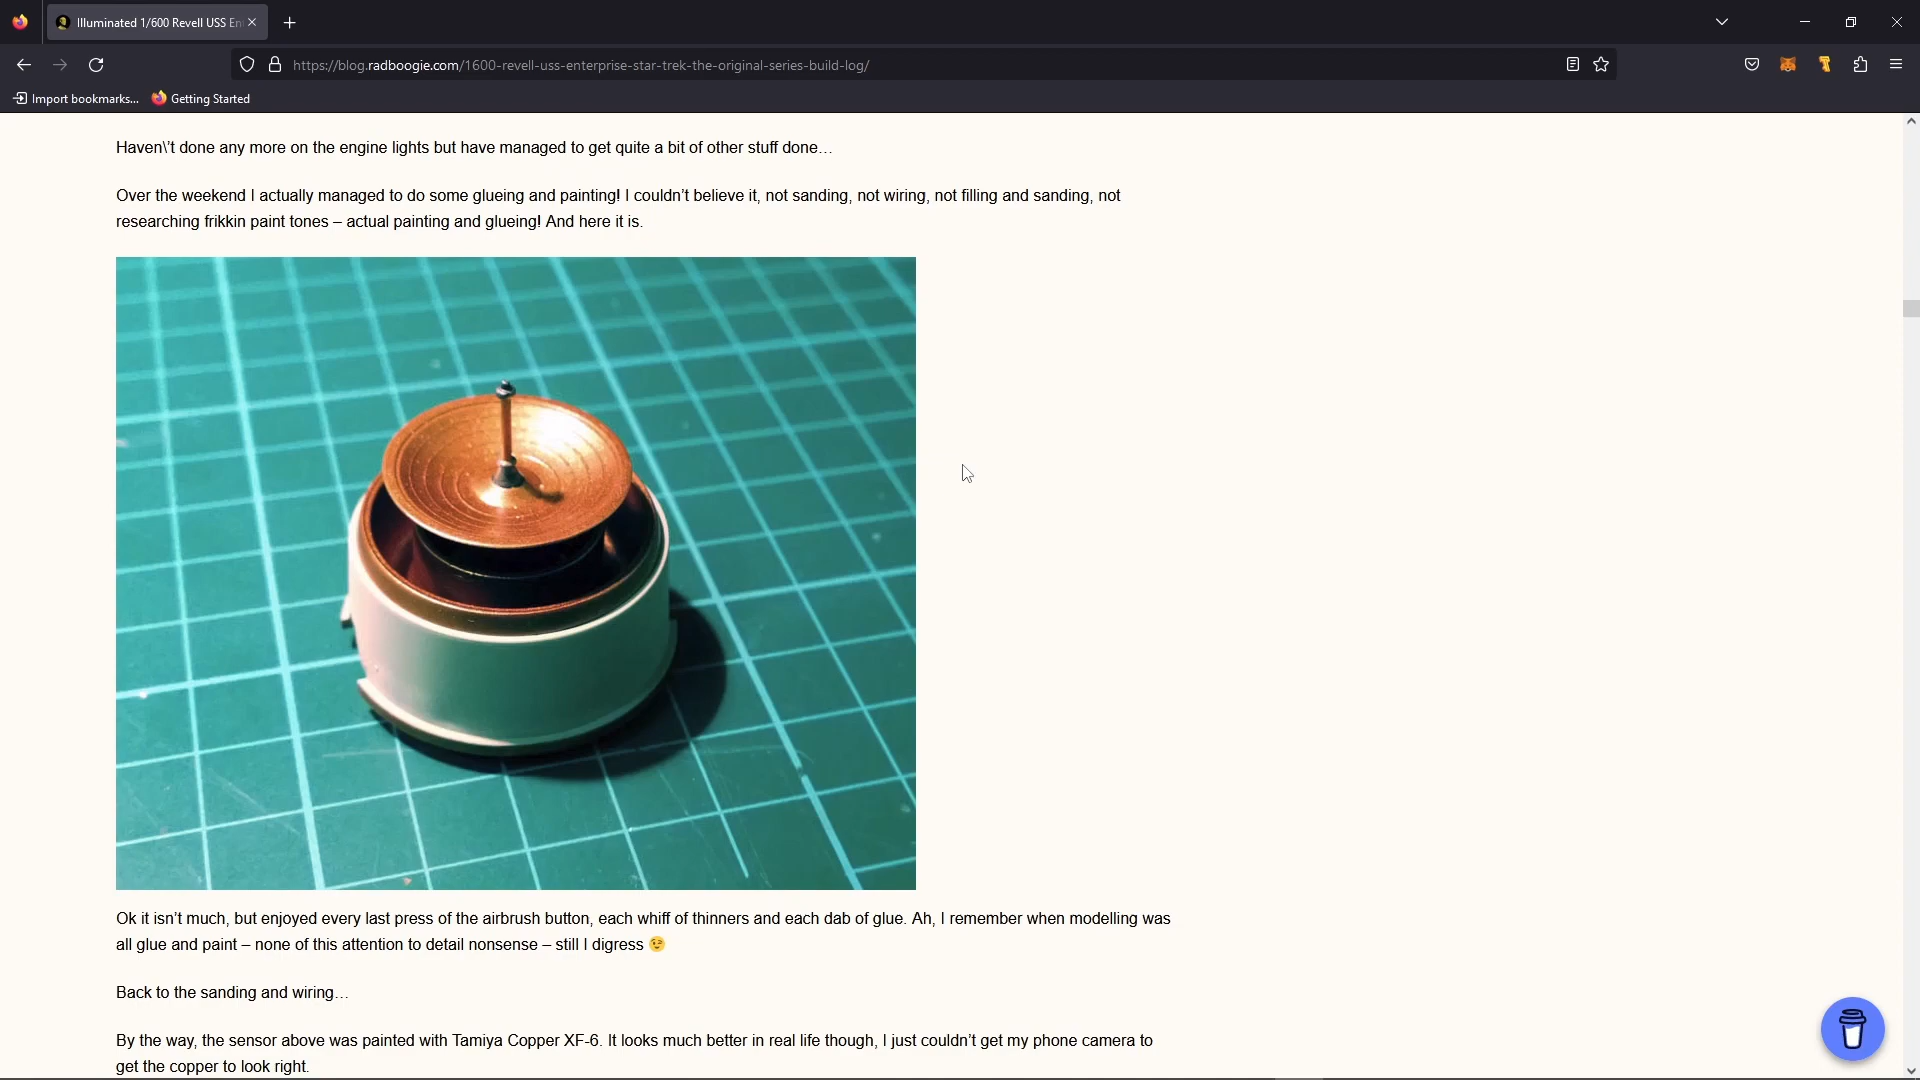 Illuminated 1/600 Revell USS En
https://blog.radboogie.com/1600-revell-uss-enterprise-star-trek-the-original-series-build-log/
Import bookmarks...
Getting Started
Haven\'t done any more on the engine lights but have managed to get quite a bit of other stuff done…
Over the weekend I actually managed to do some glueing and painting! I couldn’t believe it, not sanding, not wiring, not filling and sanding, not
researching frikkin paint tones – actual painting and glueing! And here it is.
Ok it isn’t much, but enjoyed every last press of the airbrush button, each whiff of thinners and each dab of glue. Ah, I remember when modelling was
all glue and paint – none of this attention to detail nonsense – still I digress 😉
Back to the sanding and wiring…
By the way, the sensor above was painted with Tamiya Copper XF-6. It looks much better in real life though, I just couldn’t get my phone camera to
get the copper to look right.